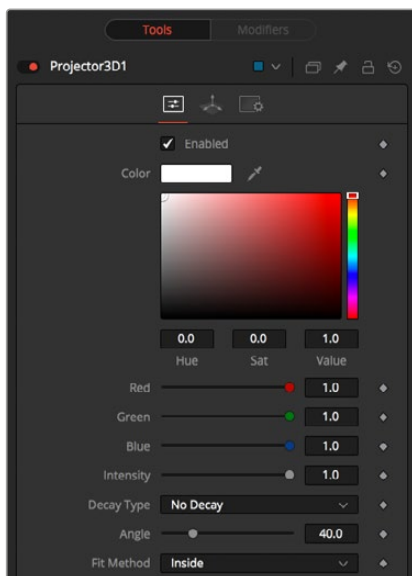 Tools Modifiers
Projector3D1
Enabled
Color
0.0 0.0 1.0
Hue Sat Value
Red 1.0
Green 1.0
Blue 1.0
Intensity 1.0
Decay Type No Decay
Angle 40.0
Fit Method Inside